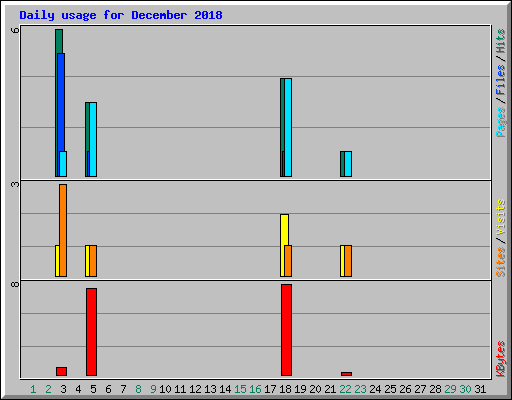 Daily usage for December 2018
6
Pages / Files / Hits
3
Sites / Visits
8
KBytes
1 2 3 4 5 6 7 8 9 10 11 12 13 14 15 16 17 18 19 20 21 22 23 24 25 26 27 28 29 30 31